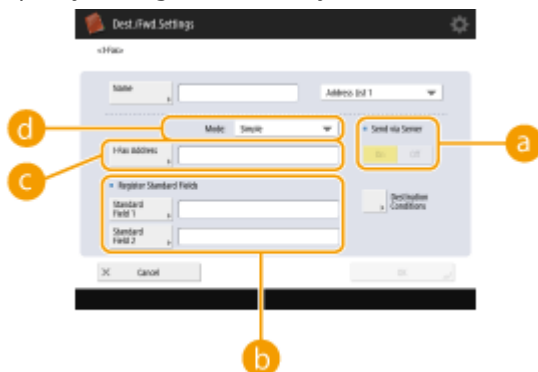 Dest./Fwd Settings
<I-Fax>
Name
Address List 1
d
Mode:
Simple
Send via Server
a
I-Fax Address
On
Off
c
Register Standard Fields
Standard
Field 1
Destination
Conditions
Standard
Field 2
Cancel
OK
b